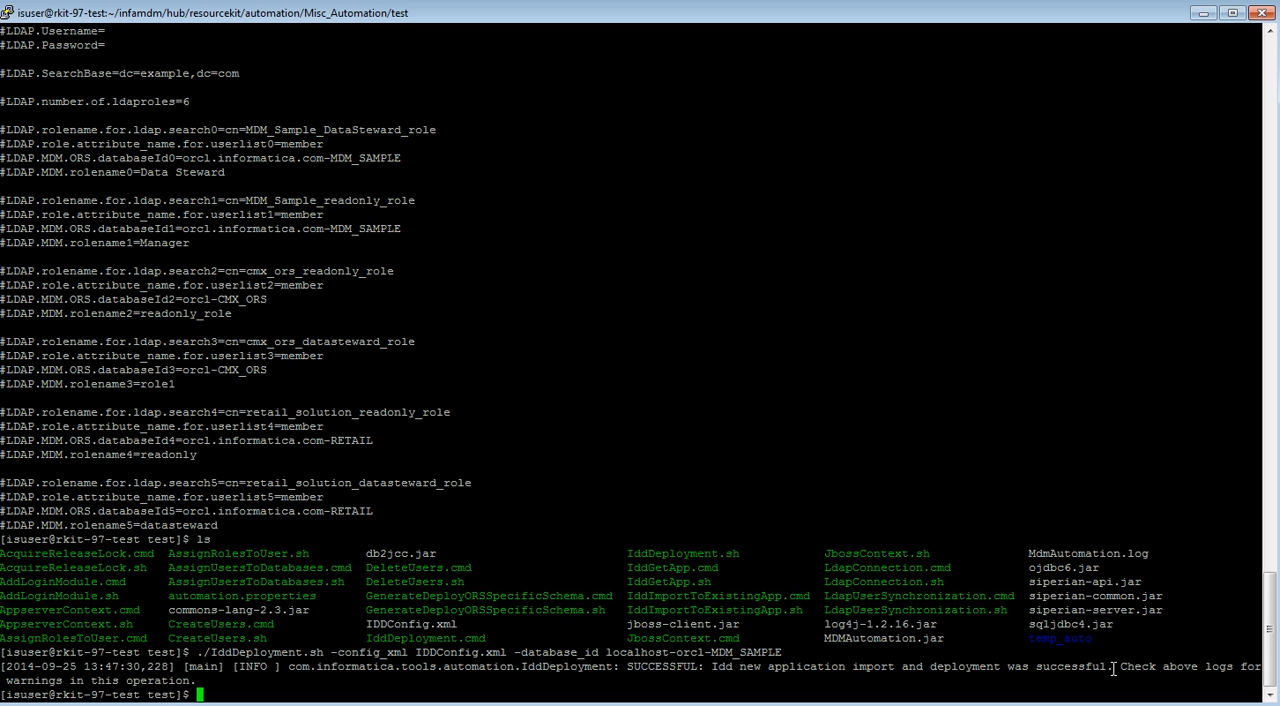 isuser@rkit-97-test:~/infamdm/hub/resourcekit/automation/Misc_Automation/test
#LDAP.Username=
#LDAP.Password=
#LDAP.SearchBase=dc=example,dc=com
#LDAP.number.of.ldaproles=6
#LDAP.rolename.for.ldap.search0=cn=MDM_Sample_DataSteward_role
#LDAP.role.attribute_name.for.userlist0=member
#LDAP.MDM.ORS.databaseId0=orcl.informatica.com-MDM_SAMPLE
#LDAP.MDM.rolename0=Data Steward
#LDAP.rolename.for.ldap.search1=cn=MDM_Sample_readonly_role
#LDAP.role.attribute_name.for.userlist1=member
#LDAP.MDM.ORS.databaseId1=orcl.informatica.com-MDM_SAMPLE
#LDAP.MDM.rolename1=Manager
#LDAP.rolename.for.ldap.search2=cn=cmx_ors_readonly_role
#LDAP.role.attribute_name.for.userlist2=member
#LDAP.MDM.ORS.databaseId2=orcl-CMX_ORS
#LDAP.MDM.rolename2=readonly_role
#LDAP.rolename.for.ldap.search3=cn=cmx_ors_datasteward_role
#LDAP.role.attribute_name.for.userlist3=member
#LDAP.MDM.ORS.databaseId3=orcl-CMX_ORS
#LDAP.MDM.rolename3=role1
#LDAP.rolename.for.ldap.search4=cn=retail_solution_readonly_role
#LDAP.role.attribute_name.for.userlist4=member
#LDAP.MDM.ORS.databaseId4=orcl.informatica.com-RETAIL
#LDAP.MDM.rolename4=readonly
#LDAP.rolename.for.ldap.search5=cn=retail_solution_datasteward_role
#LDAP.role.attribute_name.for.userlist5=member
#LDAP.MDM.ORS.databaseId5=orcl.informatica.com-RETAIL
#LDAP.MDM.rolename5=datasteward
[isuser@rkit-97-test test]$ ls
AcquireReleaseLock.cmd AssignRolesToUser.sh db2jcc.jar IddDeployment.sh JbossContext.sh MdmAutomation.log
AcquireReleaseLock.sh AssignUsersToDatabases.cmd DeleteUsers.cmd IddGetApp.cmd LdapConnection.cmd ojdbc6.jar
AddLoginModule.cmd AssignUsersToDatabases.sh DeleteUsers.sh IddGetApp.sh LdapConnection.sh siperian-api.jar
AddLoginModule.sh automation.properties GenerateDeployORSSpecificSchema.cmd IddImportToExistingApp.cmd LdapUserSynchronization.cmd siperian-common.jar
AppserverContext.cmd commons-lang-2.3.jar GenerateDeployORSSpecificSchema.sh IddImportToExistingApp.sh LdapUserSynchronization.sh siperian-server.jar
AppserverContext.sh CreateUsers.cmd IDDConfig.xml jboss-client.jar log4j-1.2.16.jar sqljdbc4.jar
AssignRolesToUser.cmd CreateUsers.sh IddDeployment.cmd JbossContext.cmd MDMAutomation.jar temp_auto
[isuser@rkit-97-test test]$ ./IddDeployment.sh -config_xml IDDConfig.xml -database_id localhost-orcl-MDM_SAMPLE
[2014-09-25 13:47:30,228] [main] [INFO ] com.informatica.tools.automation.IddDeployment: SUCCESSFUL: Idd new application import and deployment was successful. Check above logs for
warnings in this operation.
[isuser@rkit-97-test test]$